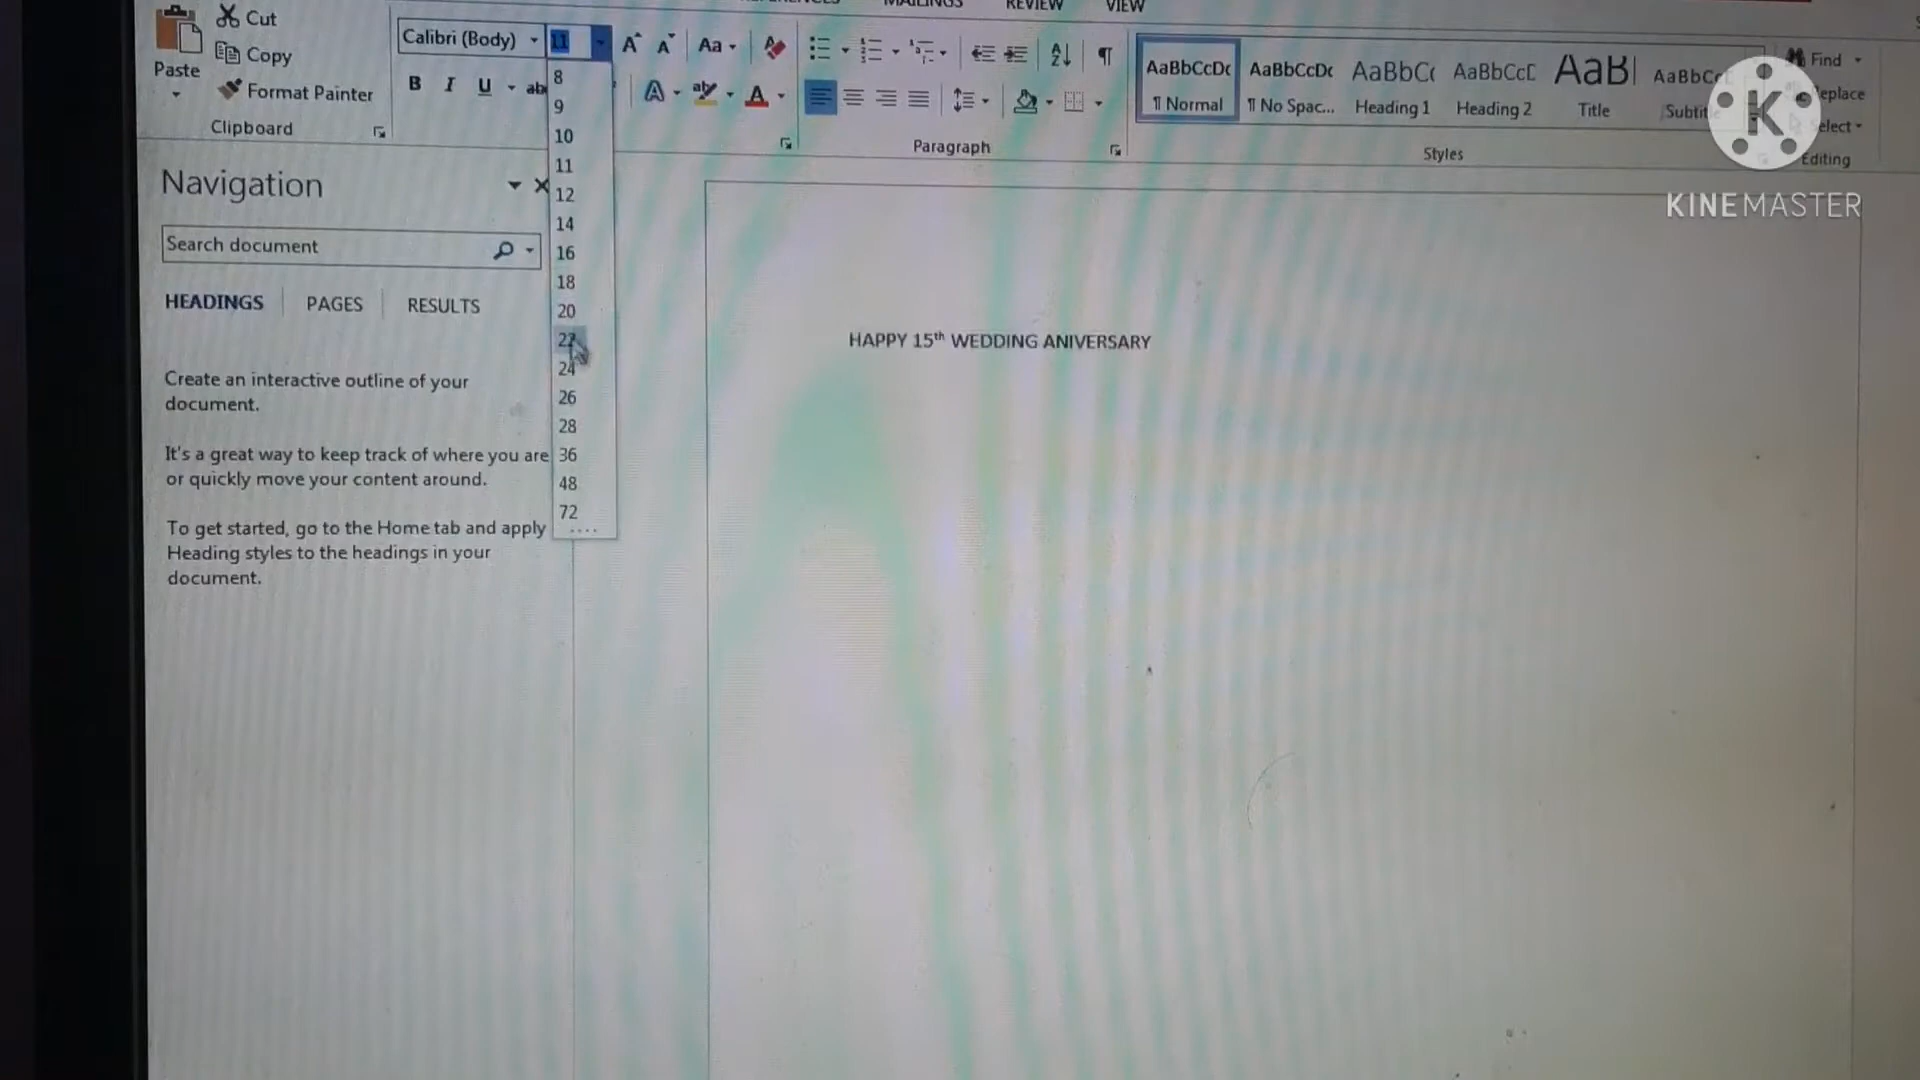 REVIEW VIEW
Cut
Copy
Paste
Format Painter
Clipboard
Calibri (Body) 11
Aa
A
B I U
A
Paragraph
AaBbCcDc AaBbCcDc AaBbC AaBbCcD AaB AaBbCc
¶ Normal ¶ No Spac... Heading 1 Heading 2 Title
Styles
Find
Editing
K
KINEMASTER
8
9
10
11
12
14
16
18
20
22
24
26
28
36
48
72
Navigation
Search document
HEADINGS PAGES RESULTS
Create an interactive outline of your
document.
It's a great way to keep track of where you are
or quickly move your content around.
To get started, go to the Home tab and apply
Heading styles to the headings in your
document.
HAPPY 15th WEDDING ANIVERSARY